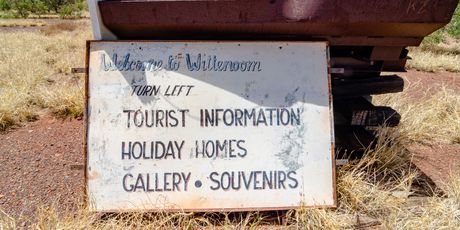 Welcome to Wittenoom
TURN LEFT
TOURIST INFORMATION
HOLIDAY HOMES
GALLERY • SOUVENIRS